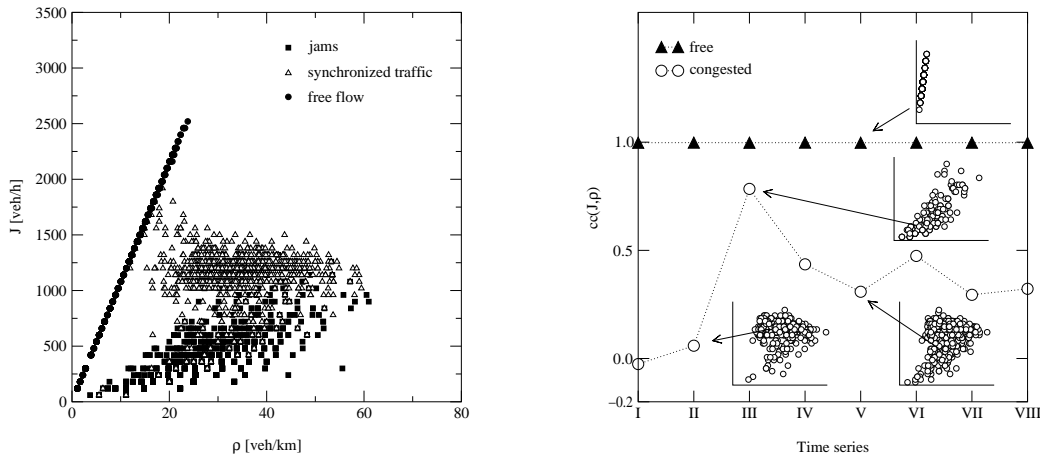 3500
3000
2500
2000
1500
1000
500
0
J [veh/h]
jams
synchronized traffic
free flow
0 20 40 60 80
ρ [veh/km]
cc(J,ρ)
free
congested
1.0
0.5
0.0
−0.2
I II III IV V VI VII VIII
Time series